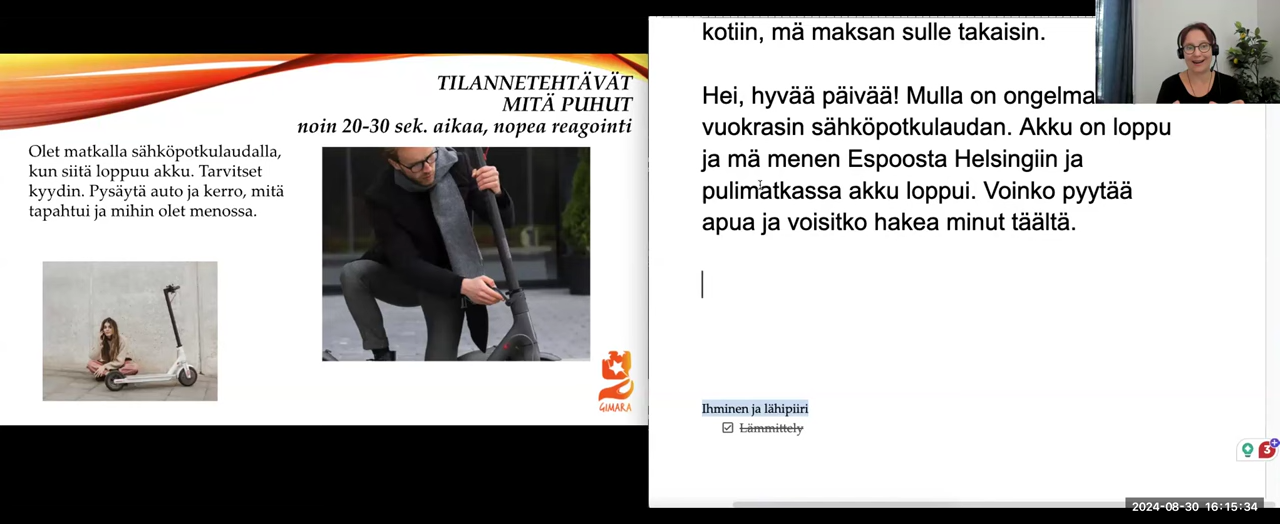 TILANNETEHTÄVÄT
MITÄ PUHUT
noin 20-30 sek. aikaa, nopea reagointi
Olet matkalla sähköpotkulaudalla,
kun siitä loppuu akku. Tarvitset
kyydin. Pysäytä auto ja kerro, mitä
tapahtui ja mihin olet menossa.
GIMARA
kotiin, mä maksan sulle takaisin.
Hei, hyvää päivää! Mulla on ongelma
vuokrasin sähköpotkulaudan. Akku on loppu
ja mä menen Espoosta Helsingiin ja
pulimatkassa akku loppui. Voinko pyytää
apua ja voisitko hakea minut täältä.
Ihminen ja lähipiiri
Lämmittely
3
2024-08-30 16:15:34